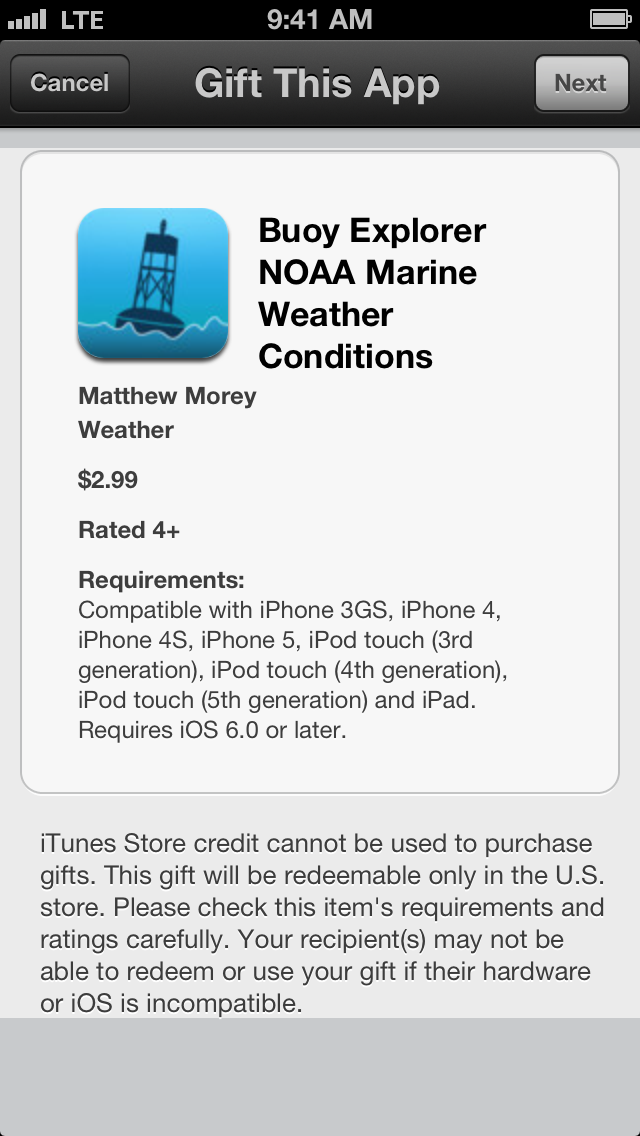 LTE 9:41 AM
Cancel Gift This App Next
Buoy Explorer
NOAA Marine
Weather
Conditions
Matthew Morey
Weather
$2.99
Rated 4+
Requirements:
Compatible with iPhone 3GS, iPhone 4,
iPhone 4S, iPhone 5, iPod touch (3rd
generation), iPod touch (4th generation),
iPod touch (5th generation) and iPad.
Requires iOS 6.0 or later.
iTunes Store credit cannot be used to purchase
gifts. This gift will be redeemable only in the U.S.
store. Please check this item's requirements and
ratings carefully. Your recipient(s) may not be
able to redeem or use your gift if their hardware
or iOS is incompatible.